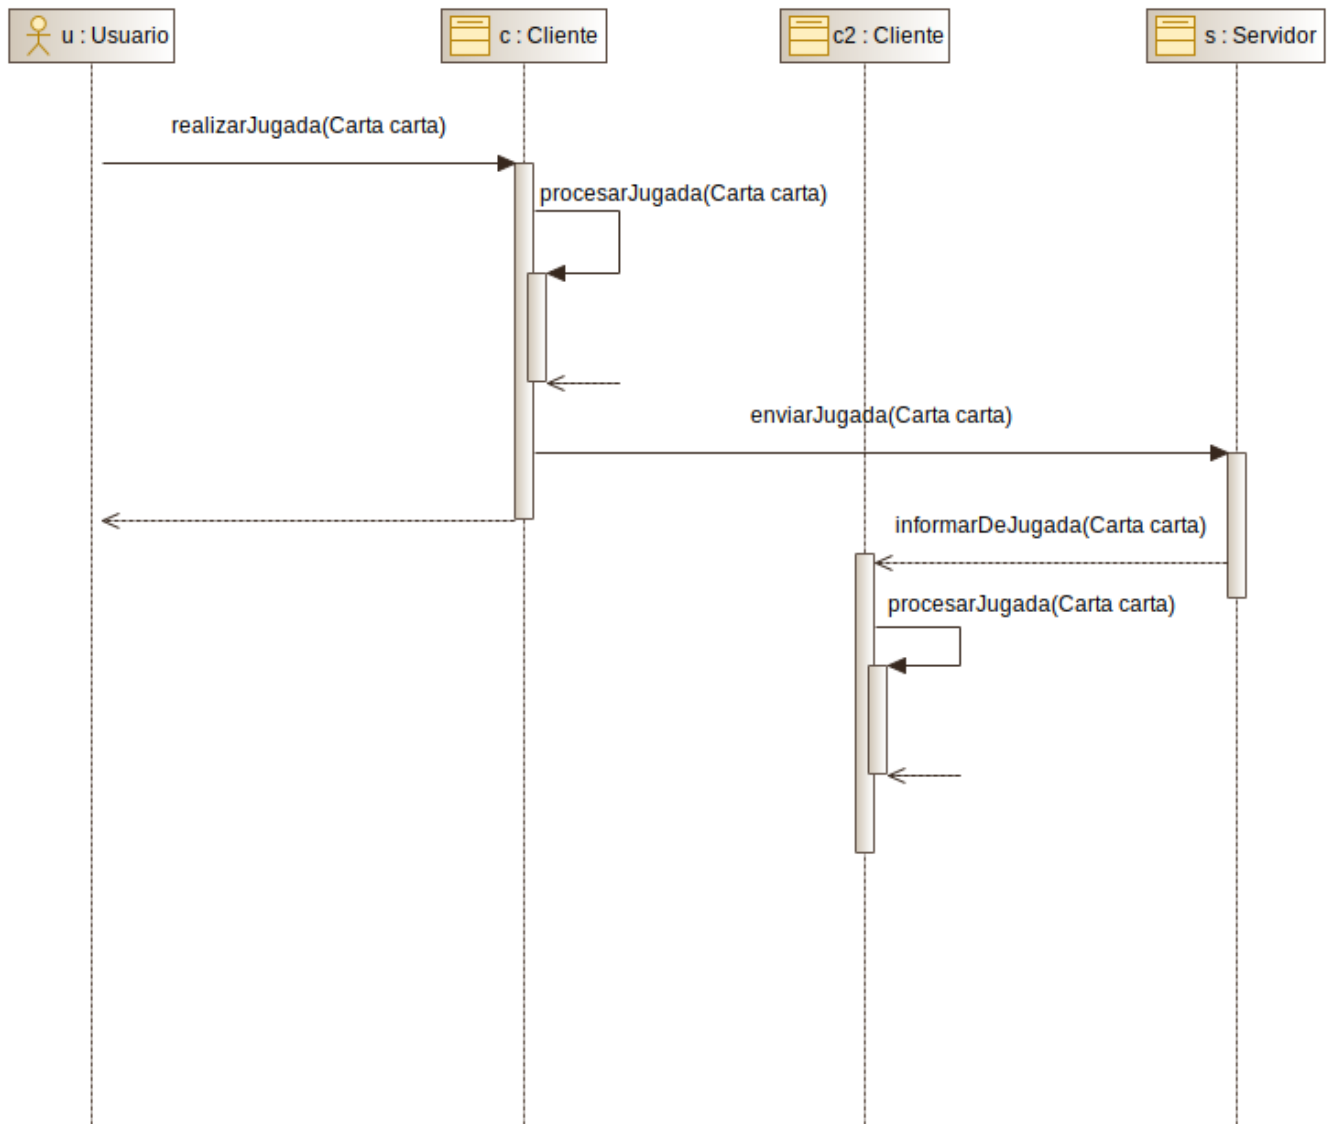 u : Usuario
c : Cliente
c2 : Cliente
s : Servidor
realizarJugada(Carta carta)
procesarJugada(Carta carta)
enviarJugada(Carta carta)
informarDeJugada(Carta carta)
procesarJugada(Carta carta)